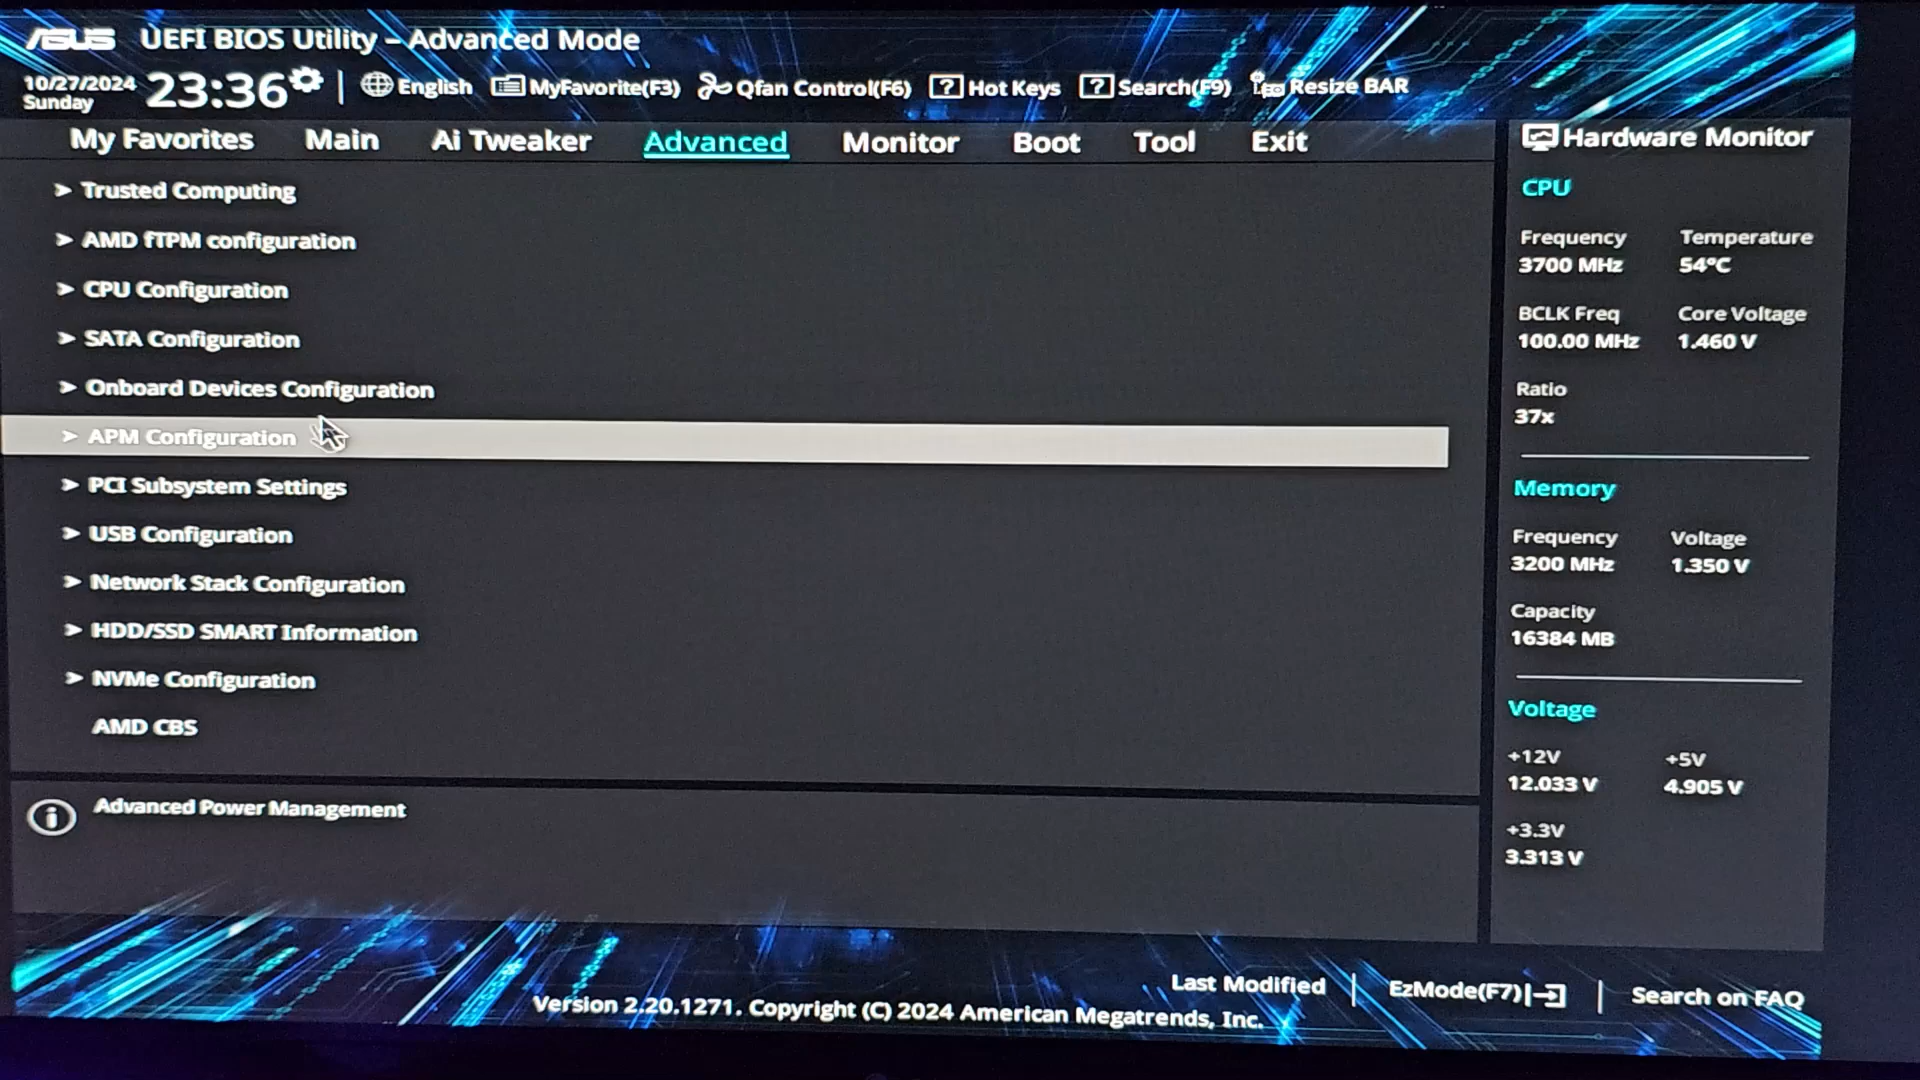 ASUS UEFI BIOS Utility – Advanced Mode
10/27/2024
Sunday
23:36
English
MyFavorite(F3)
Qfan Control(F6)
? Hot Keys
? Search(F9)
Resize BAR
My Favorites
Main
Ai Tweaker
Advanced
Monitor
Boot
Tool
Exit
> Trusted Computing
> AMD fTPM configuration
> CPU Configuration
> SATA Configuration
> Onboard Devices Configuration
> APM Configuration
> PCI Subsystem Settings
> USB Configuration
> Network Stack Configuration
> HDD/SSD SMART Information
> NVMe Configuration
AMD CBS
i Advanced Power Management
Hardware Monitor
CPU
Frequency Temperature
3700 MHz 54°C
BCLK Freq Core Voltage
100.00 MHz 1.460 V
Ratio
37x
Memory
Frequency Voltage
3200 MHz 1.350 V
Capacity
16384 MB
Voltage
+12V +5V
12.033 V 4.905 V
+3.3V
3.313 V
Last Modified
EzMode(F7)
Search on FAQ
Version 2.20.1271. Copyright (C) 2024 American Megatrends, Inc.